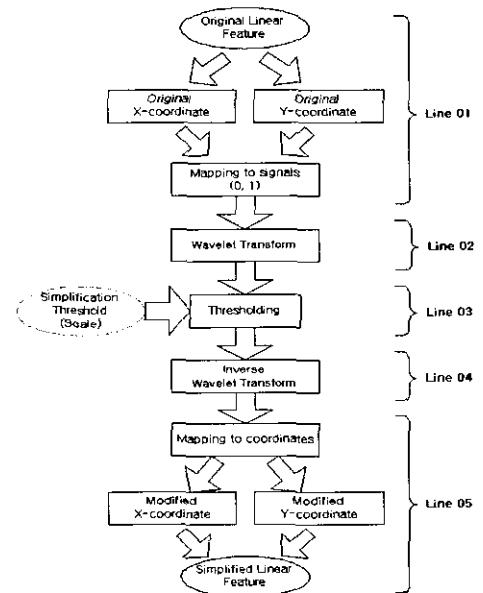 Original Linear
Feature
Original
X-coordinate
Original
Y-coordinate
Line 01
Mapping to signals
(0, 1)
Wavelet Transform
Line 02
Simplification
Threshold
(Scale)
Thresholding
Line 03
Inverse
Wavelet Transform
Line 04
Mapping to coordinates
Modified
X-coordinate
Modified
Y-coordinate
Line 05
Simplified Linear
Feature